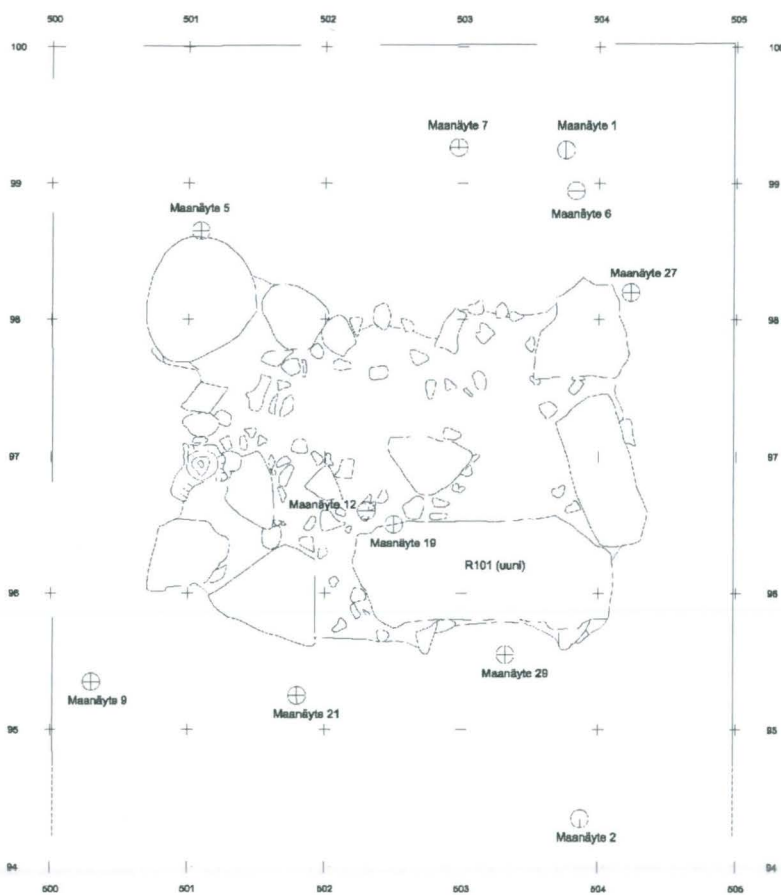 500 501 502 503 504 505
100 100
Maanäyte 7 Maanäyte 1
99 99
Maanäyte 6
Maanäyte 5
Maanäyte 27
98 98
97 97
Maanäyte 12
Maanäyte 19
R101 (uuni)
96 96
Maanäyte 29
Maanäyte 9 Maanäyte 21
95 95
Maanäyte 2
94 94
500 501 502 503 504 505